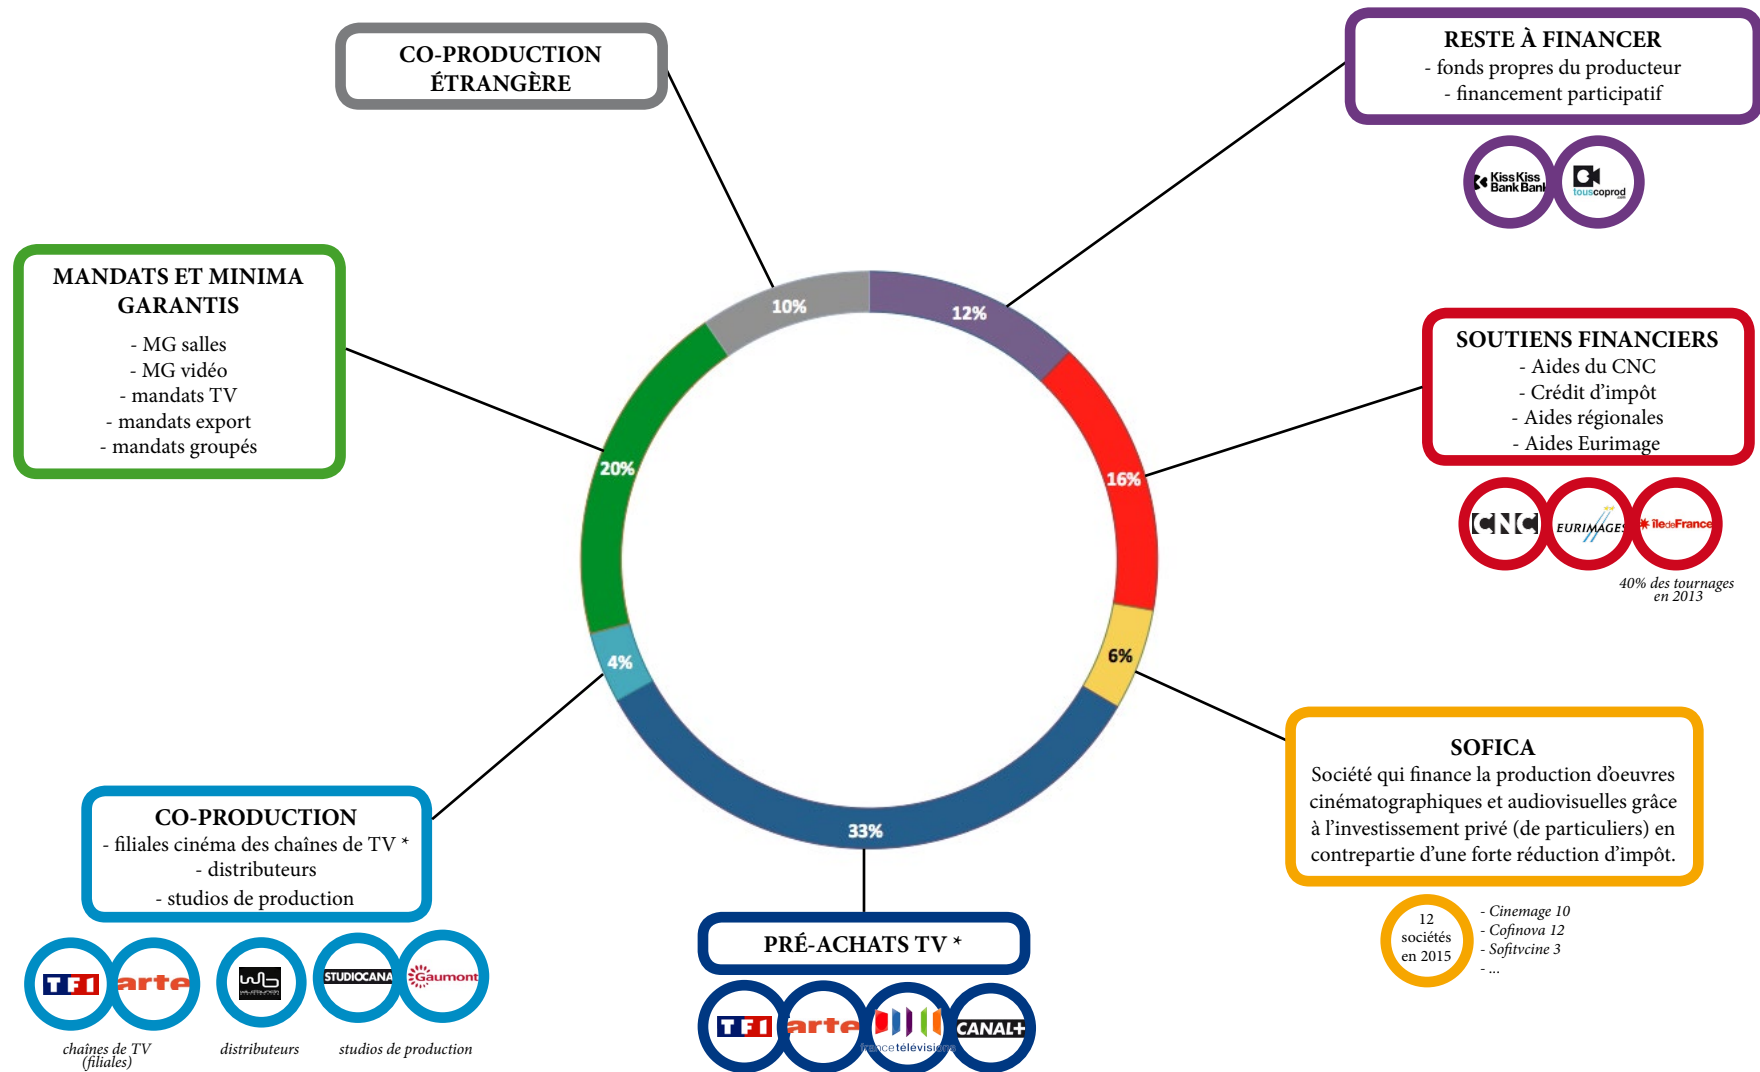 CO-PRODUCTION
ÉTRANGÈRE
RESTE À FINANCER
- fonds propres du producteur
- financement participatif
KissKiss
BankBank
touscoprod
.com
MANDATS ET MINIMA
GARANTIS
- MG salles
- MG vidéo
- mandats TV
- mandats export
- mandats groupés
10%
12%
20%
16%
4%
6%
33%
SOUTIENS FINANCIERS
- Aides du CNC
- Crédit d'impôt
- Aides régionales
- Aides Eurimage
CNC
EURIMAGES
îledeFrance
40% des tournages
en 2013
SOFICA
Société qui finance la production d'oeuvres
cinématographiques et audiovisuelles grâce
à l'investissement privé (de particuliers) en
contrepartie d'une forte réduction d'impôt.
12
sociétés
en 2015
- Cinemage 10
- Cofinova 12
- Sofitvcine 3
- ...
CO-PRODUCTION
- filiales cinéma des chaînes de TV *
- distributeurs
- studios de production
TF1
arte
wb
STUDIOCANAL
Gaumont
chaînes de TV
(filiales)
distributeurs
studios de production
PRÉ-ACHATS TV *
TF1
arte
francetélévisions
CANAL+